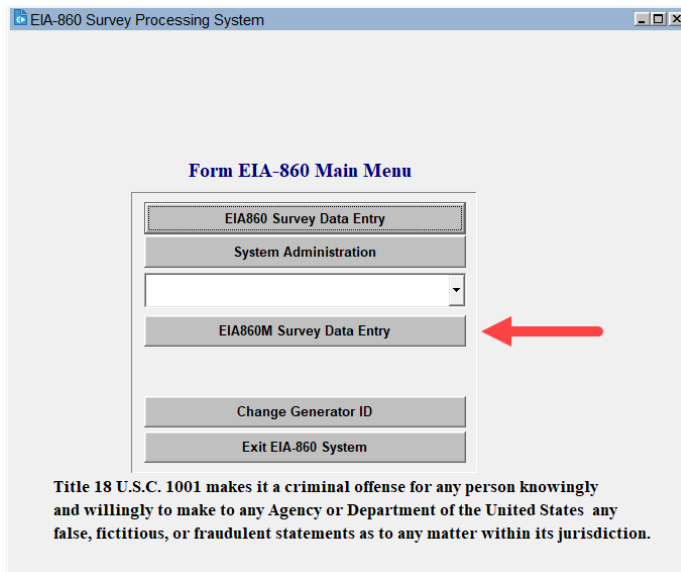 EIA-860 Survey Processing System
Form EIA-860 Main Menu
EIA860 Survey Data Entry
System Administration
EIA860M Survey Data Entry
Change Generator ID
Exit EIA-860 System
Title 18 U.S.C. 1001 makes it a criminal offense for any person knowingly
and willingly to make to any Agency or Department of the United States any
false, fictitious, or fraudulent statements as to any matter within its jurisdiction.